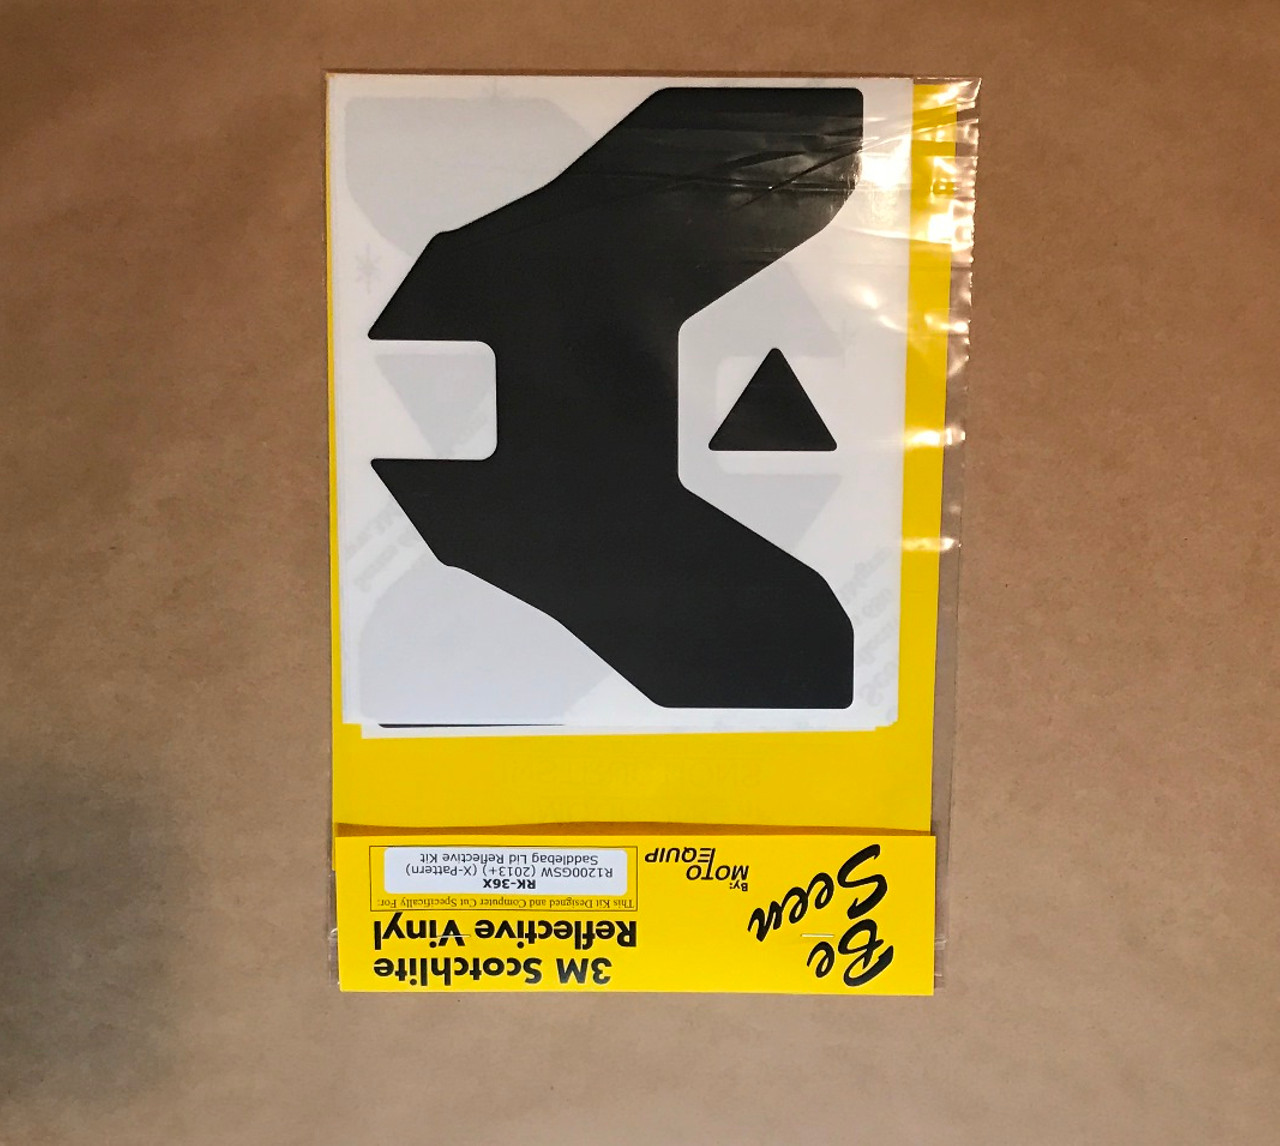 Be
Seen
By:
MOTO
EQUIP
3M Scotchlite
Reflective Vinyl
This Kit Designed and Computer Cut Specifically For:
RK-36X
R1200GSW (2013+) (X-Pattern)
Saddlebag Lid Reflective Kit